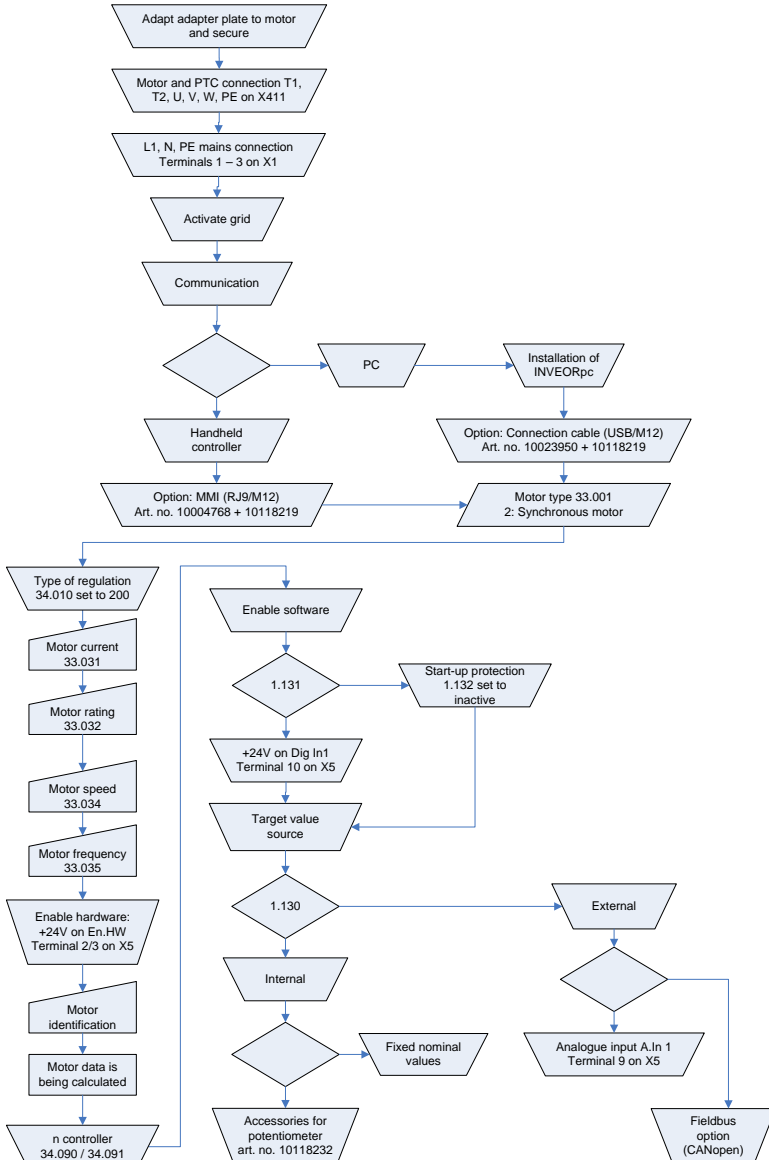 Adapt adapter plate to motor
and secure
Motor and PTC connection T1,
T2, U, V, W, PE on X411
L1, N, PE mains connection
Terminals 1 – 3 on X1
Activate grid
Communication
PC
Installation of
INVEORpc
Handheld
controller
Option: Connection cable (USB/M12)
Art. no. 10023950 + 10118219
Option: MMI (RJ9/M12)
Art. no. 10004768 + 10118219
Motor type 33.001
2: Synchronous motor
Type of regulation
34.010 set to 200
Motor current
33.031
Motor rating
33.032
Motor speed
33.034
Motor frequency
33.035
Enable hardware:
+24V on En.HW
Terminal 2/3 on X5
Motor
identification
Motor data is
being calculated
n controller
34.090 / 34.091
Enable software
1.131
Start-up protection
1.132 set to
inactive
+24V on Dig In1
Terminal 10 on X5
Target value
source
1.130
External
Internal
Fixed nominal
values
Analogue input A.In 1
Terminal 9 on X5
Accessories for
potentiometer
art. no. 10118232
Fieldbus
option
(CANopen)